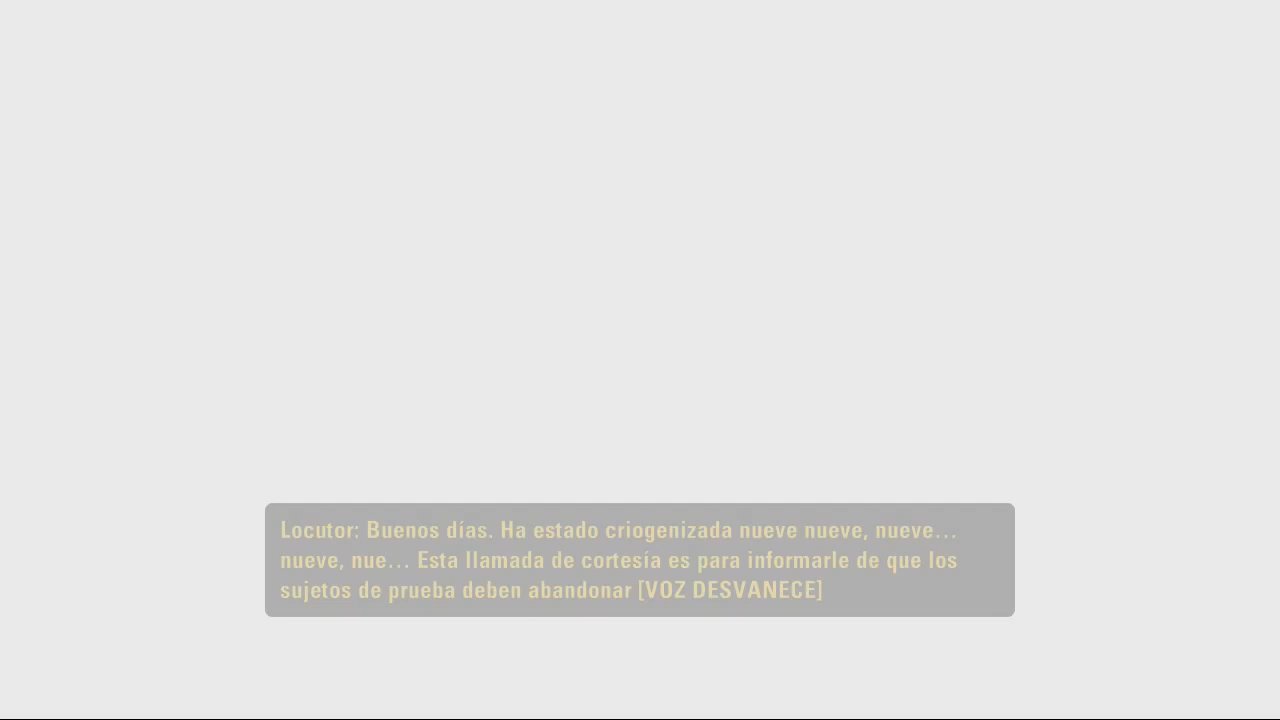 Locutor: Buenos días. Ha estado criogenizada nueve nueve, nueve…
nueve, nue… Esta llamada de cortesía es para informarle de que los
sujetos de prueba deben abandonar [VOZ DESVANECE]